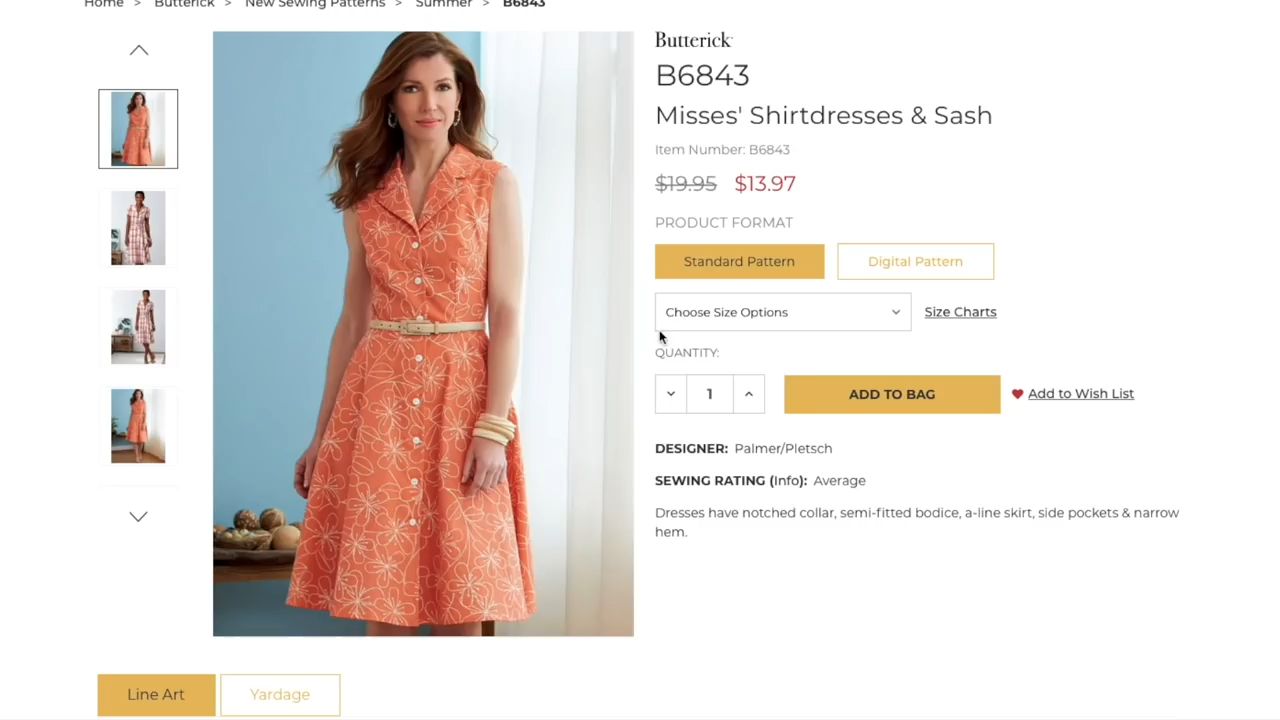 Home > Butterick > New Sewing Patterns > Summer > B6843
Butterick
B6843
Misses' Shirtdresses & Sash
Item Number: B6843
$19.95 $13.97
PRODUCT FORMAT
Standard Pattern Digital Pattern
Choose Size Options Size Charts
QUANTITY:
1 ADD TO BAG Add to Wish List
DESIGNER: Palmer/Pletsch
SEWING RATING (Info): Average
Dresses have notched collar, semi-fitted bodice, a-line skirt, side pockets & narrow
hem.
Line Art Yardage